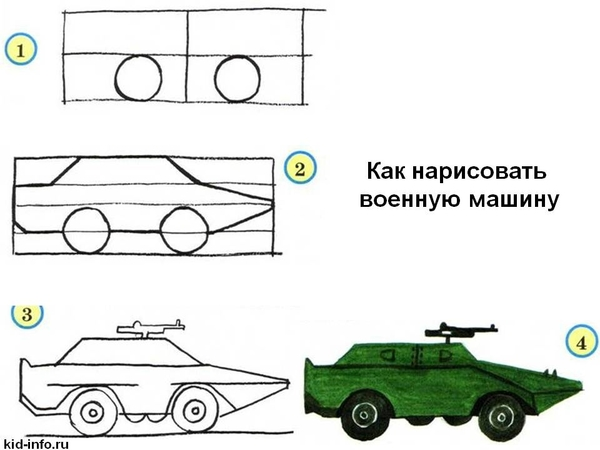 1
2
Как нарисовать
военную машину
3
4
kid-info.ru